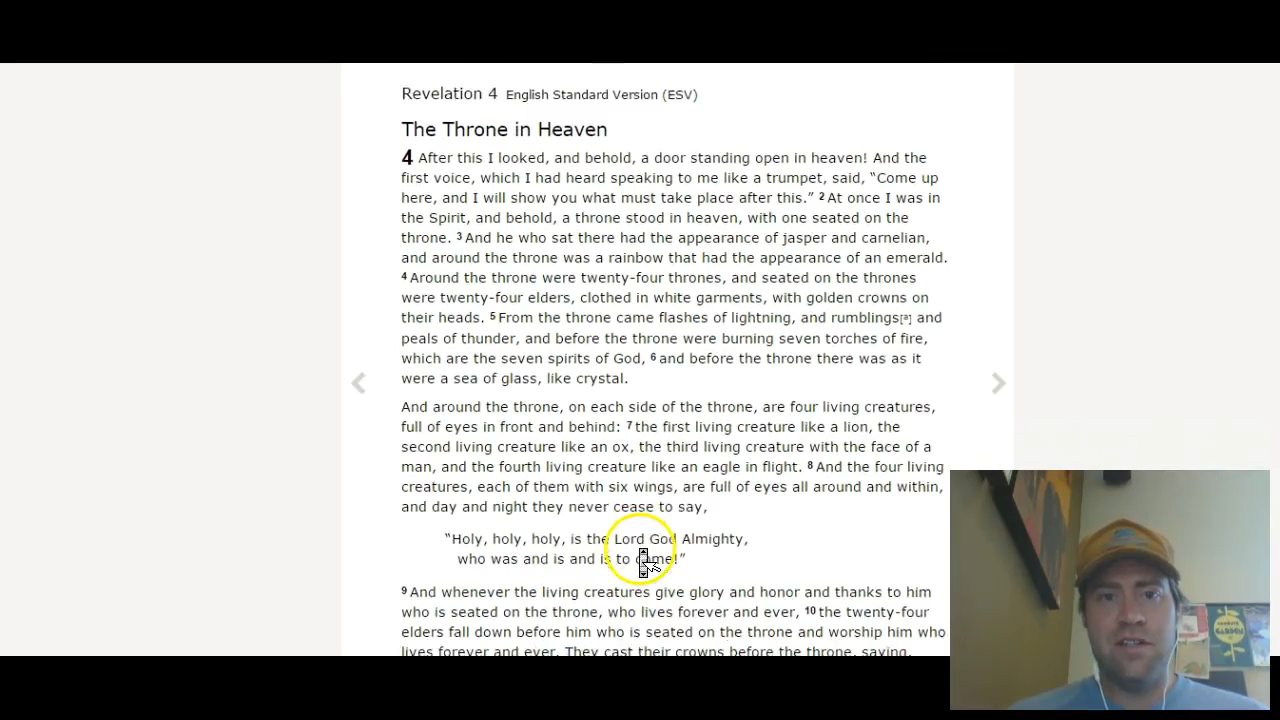 Revelation 4 English Standard Version (ESV)
The Throne in Heaven
4 After this I looked, and behold, a door standing open in heaven! And the
first voice, which I had heard speaking to me like a trumpet, said, “Come up
here, and I will show you what must take place after this.” 2 At once I was in
the Spirit, and behold, a throne stood in heaven, with one seated on the
throne. 3 And he who sat there had the appearance of jasper and carnelian,
and around the throne was a rainbow that had the appearance of an emerald.
4 Around the throne were twenty-four thrones, and seated on the thrones
were twenty-four elders, clothed in white garments, with golden crowns on
their heads. 5 From the throne came flashes of lightning, and rumblings[a] and
peals of thunder, and before the throne were burning seven torches of fire,
which are the seven spirits of God, 6 and before the throne there was as it
were a sea of glass, like crystal.
And around the throne, on each side of the throne, are four living creatures,
full of eyes in front and behind: 7 the first living creature like a lion, the
second living creature like an ox, the third living creature with the face of a
man, and the fourth living creature like an eagle in flight. 8 And the four living
creatures, each of them with six wings, are full of eyes all around and within,
and day and night they never cease to say,
“Holy, holy, holy, is the Lord God Almighty,
who was and is and is to come!”
9 And whenever the living creatures give glory and honor and thanks to him
who is seated on the throne, who lives forever and ever, 10 the twenty-four
elders fall down before him who is seated on the throne and worship him who
lives forever and ever. They cast their crowns before the throne, saying,